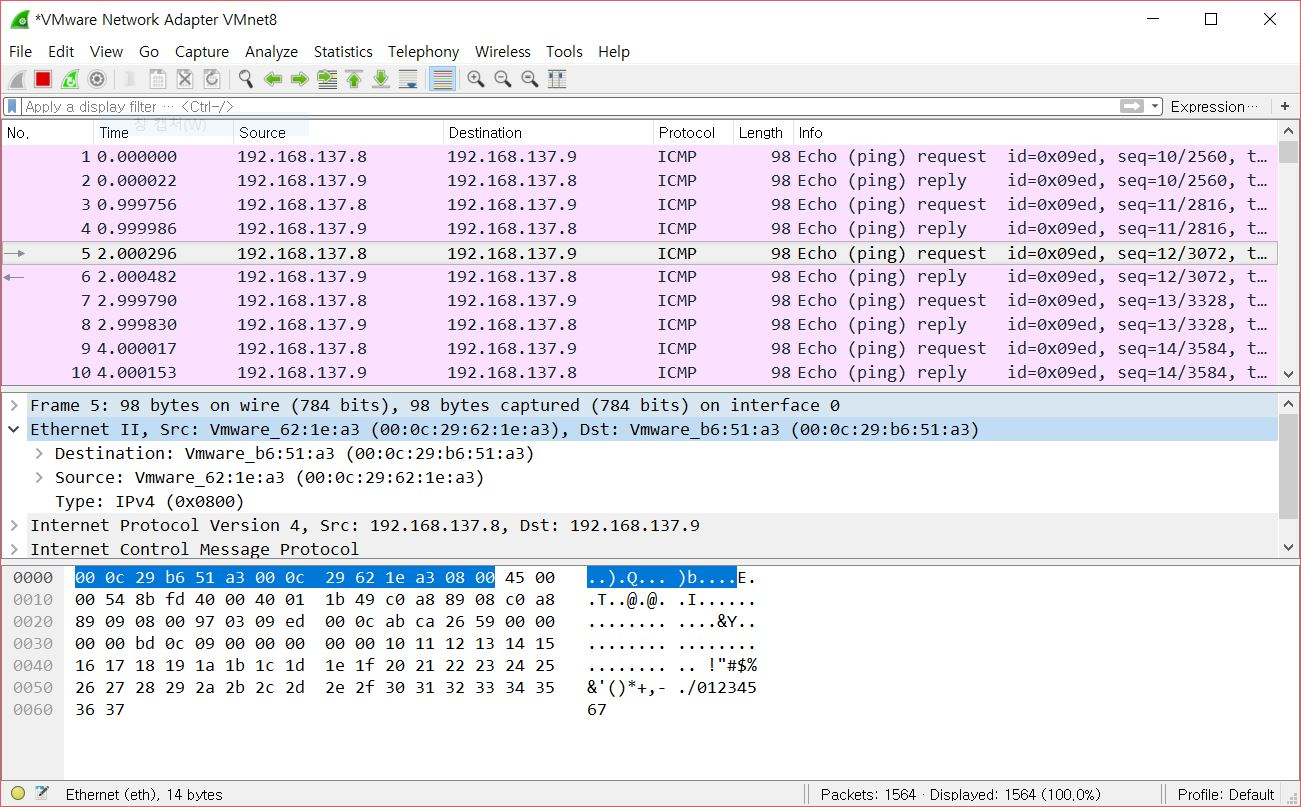 *VMware Network Adapter VMnet8
File Edit View Go Capture Analyze Statistics Telephony Wireless Tools Help
Apply a display filter ··· <Ctrl-/> Expression··· +
창 캡처(W)
No. Time Source Destination Protocol Length Info
1 0.000000 192.168.137.8 192.168.137.9 ICMP 98 Echo (ping) request id=0x09ed, seq=10/2560, t…
2 0.000022 192.168.137.9 192.168.137.8 ICMP 98 Echo (ping) reply id=0x09ed, seq=10/2560, t…
3 0.999756 192.168.137.8 192.168.137.9 ICMP 98 Echo (ping) request id=0x09ed, seq=11/2816, t…
4 0.999986 192.168.137.9 192.168.137.8 ICMP 98 Echo (ping) reply id=0x09ed, seq=11/2816, t…
5 2.000296 192.168.137.8 192.168.137.9 ICMP 98 Echo (ping) request id=0x09ed, seq=12/3072, t…
6 2.000482 192.168.137.9 192.168.137.8 ICMP 98 Echo (ping) reply id=0x09ed, seq=12/3072, t…
7 2.999790 192.168.137.8 192.168.137.9 ICMP 98 Echo (ping) request id=0x09ed, seq=13/3328, t…
8 2.999830 192.168.137.9 192.168.137.8 ICMP 98 Echo (ping) reply id=0x09ed, seq=13/3328, t…
9 4.000017 192.168.137.8 192.168.137.9 ICMP 98 Echo (ping) request id=0x09ed, seq=14/3584, t…
10 4.000153 192.168.137.9 192.168.137.8 ICMP 98 Echo (ping) reply id=0x09ed, seq=14/3584, t…
Frame 5: 98 bytes on wire (784 bits), 98 bytes captured (784 bits) on interface 0
Ethernet II, Src: Vmware_62:1e:a3 (00:0c:29:62:1e:a3), Dst: Vmware_b6:51:a3 (00:0c:29:b6:51:a3)
Destination: Vmware_b6:51:a3 (00:0c:29:b6:51:a3)
Source: Vmware_62:1e:a3 (00:0c:29:62:1e:a3)
Type: IPv4 (0x0800)
Internet Protocol Version 4, Src: 192.168.137.8, Dst: 192.168.137.9
Internet Control Message Protocol
0000 00 0c 29 b6 51 a3 00 0c 29 62 1e a3 08 00 45 00 ..).Q... )b....E.
0010 00 54 8b fd 40 00 40 01 1b 49 c0 a8 89 08 c0 a8 .T..@.@. .I......
0020 89 09 08 00 97 03 09 ed 00 0c ab ca 26 59 00 00 ........ ....&Y..
0030 00 00 bd 0c 09 00 00 00 00 00 10 11 12 13 14 15 ........ ........
0040 16 17 18 19 1a 1b 1c 1d 1e 1f 20 21 22 23 24 25 ........ .. !"#$%
0050 26 27 28 29 2a 2b 2c 2d 2e 2f 30 31 32 33 34 35 &'()*+,- ./012345
0060 36 37 67
Ethernet (eth), 14 bytes Packets: 1564 · Displayed: 1564 (100,0%) Profile: Default